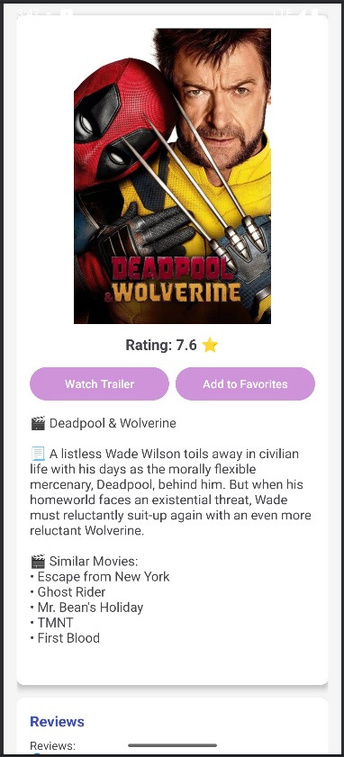 DEADPOOL
& WOLVERINE
Rating: 7.6 ⭐
Watch Trailer
Add to Favorites
🎬 Deadpool & Wolverine
📃 A listless Wade Wilson toils away in civilian
life with his days as the morally flexible
mercenary, Deadpool, behind him. But when his
homeworld faces an existential threat, Wade
must reluctantly suit-up again with an even more
reluctant Wolverine.
🎬 Similar Movies:
• Escape from New York
• Ghost Rider
• Mr. Bean's Holiday
• TMNT
• First Blood
Reviews
Reviews: